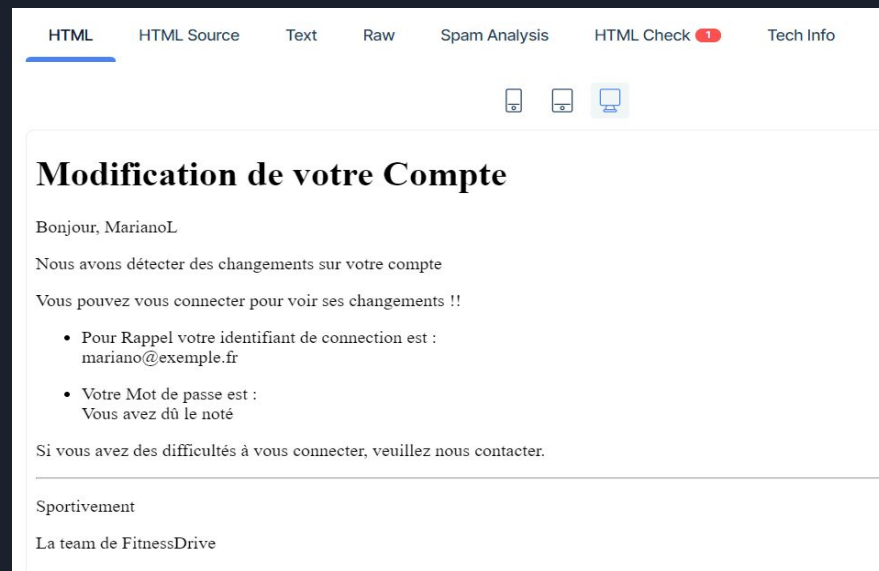 HTML HTML Source Text Raw Spam Analysis HTML Check 1 Tech Info
Modification de votre Compte
Bonjour, MarianoL
Nous avons détecter des changements sur votre compte
Vous pouvez vous connecter pour voir ses changements !!
• Pour Rappel votre identifiant de connection est :
mariano@exemple.fr
• Votre Mot de passe est :
Vous avez dû le noté
Si vous avez des difficultés à vous connecter, veuillez nous contacter.
Sportivement
La team de FitnessDrive